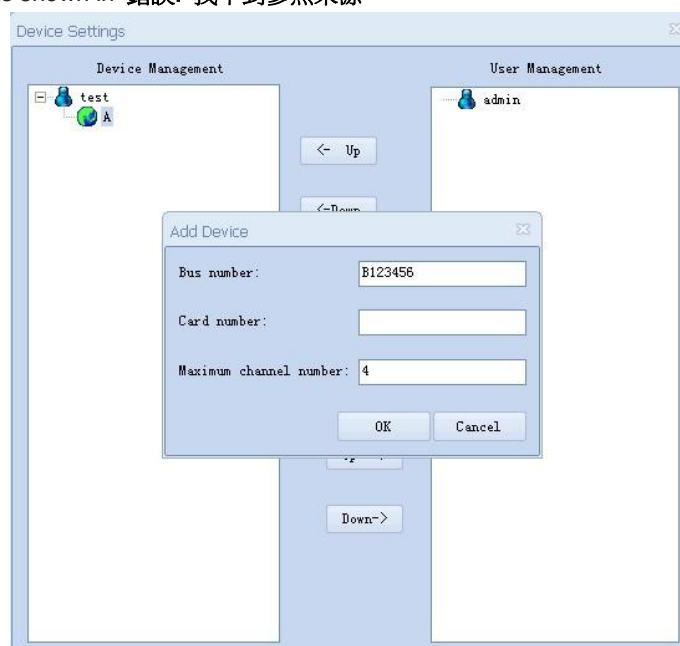 Device Settings
Device Management
User Management
test
A
admin
<- Up
<-Down
Add Device
Bus number:
B123456
Card number:
Maximum channel number:
4
OK
Cancel
Down->